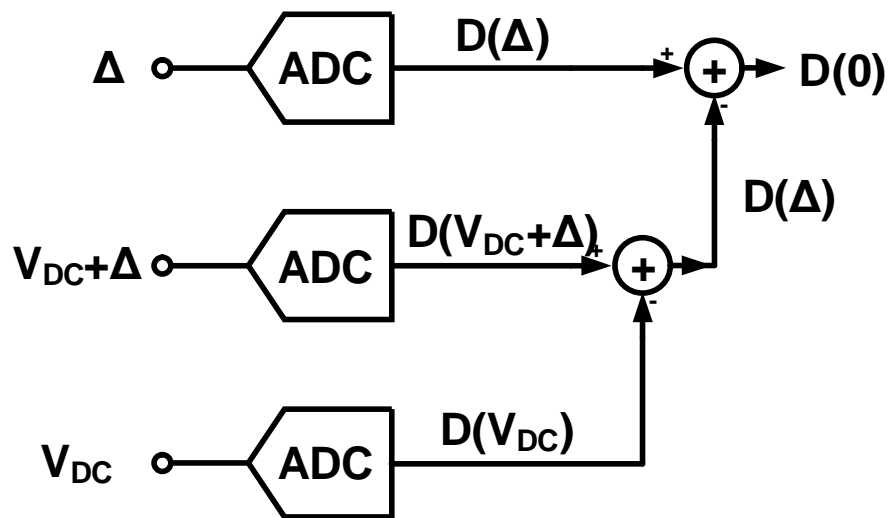 Δ ADC D(Δ) + + - D(0)
D(Δ)
V_DC+Δ ADC D(V_DC+Δ) + + -
V_DC ADC D(V_DC)